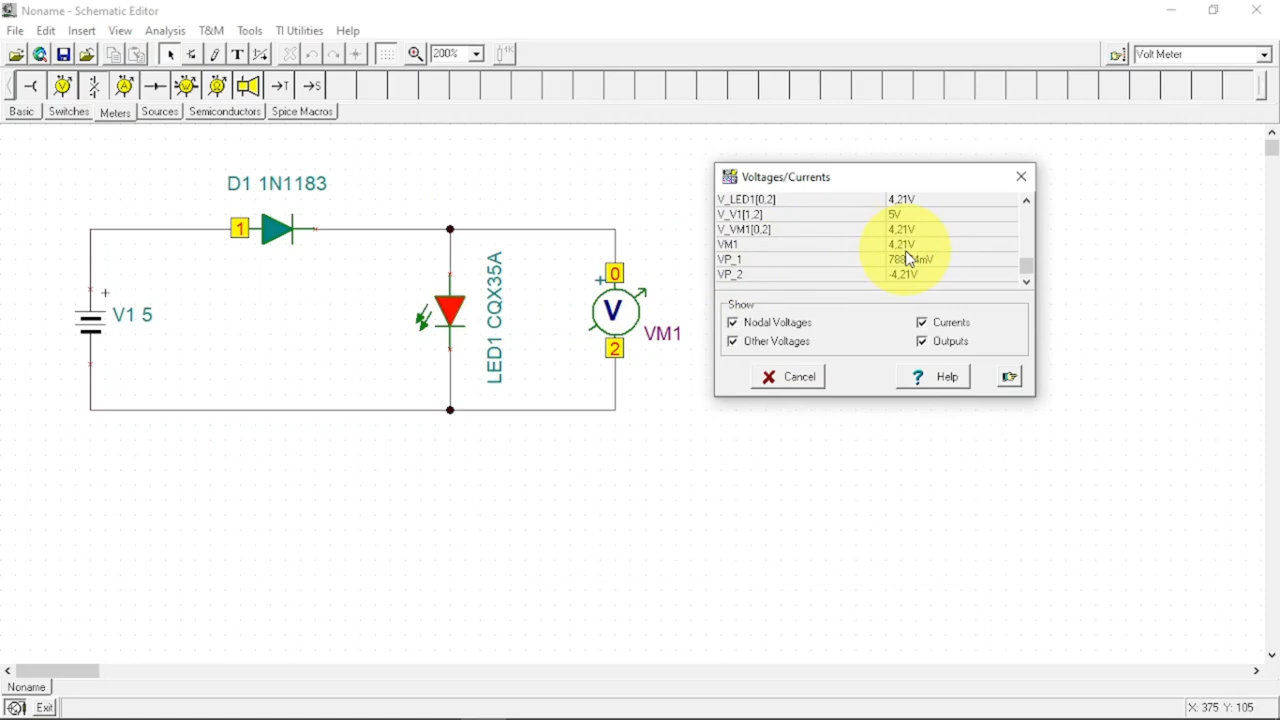 Noname - Schematic Editor
File Edit Insert View Analysis T&M Tools TI Utilities Help
T 200% 1K Volt Meter
V A W Ω T S
Basic Switches Meters Sources Semiconductors Spice Macros
D1 1N1183
1
V1 5
+
LED1 CQX35A
+ 0
V
VM1
2
Voltages/Currents
V_LED1[0,2] 4,21V
V_V1[1,2] 5V
V_VM1[0,2] 4,21V
VM1 4,21V
VP_1 mV
VP_2 -4,21V
Show
Nodal Voltages Currents
Other Voltages Outputs
Cancel ? Help
Noname
Exit X: 375 Y: 105